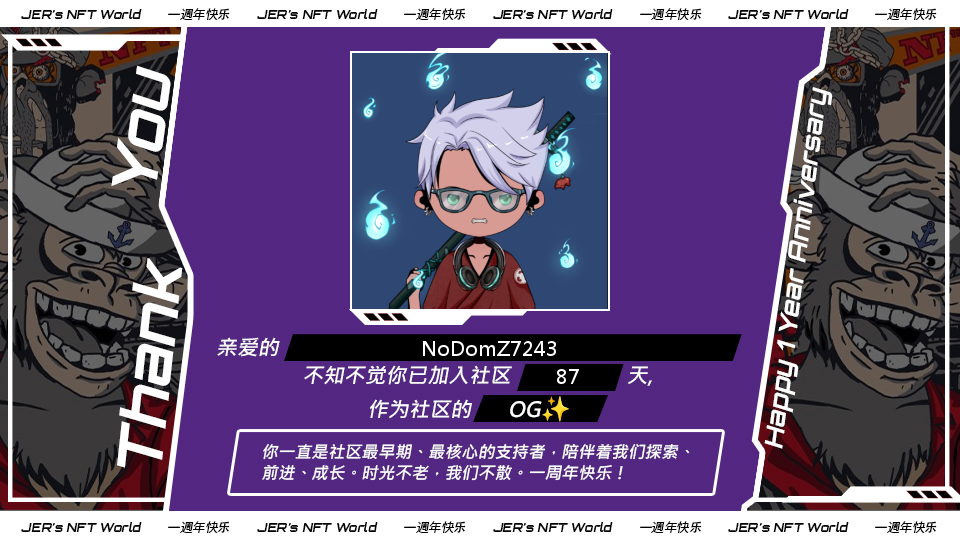 JER's NFT World 一週年快乐 JER's NFT World 一週年快乐 JER's NFT World 一週年快乐 JER's NFT World 一週年快乐
Thank You
亲爱的 NoDomZ7243
不知不觉你已加入社区 87 天,
作为社区的 OG✨
你一直是社区最早期、最核心的支持者，陪伴着我们探索、
前进、成长。时光不老，我们不散。一周年快乐！
Happy 1 Year Anniversary
JER's NFT World 一週年快乐 JER's NFT World 一週年快乐 JER's NFT World 一週年快乐 JER's NFT World 一週年快乐